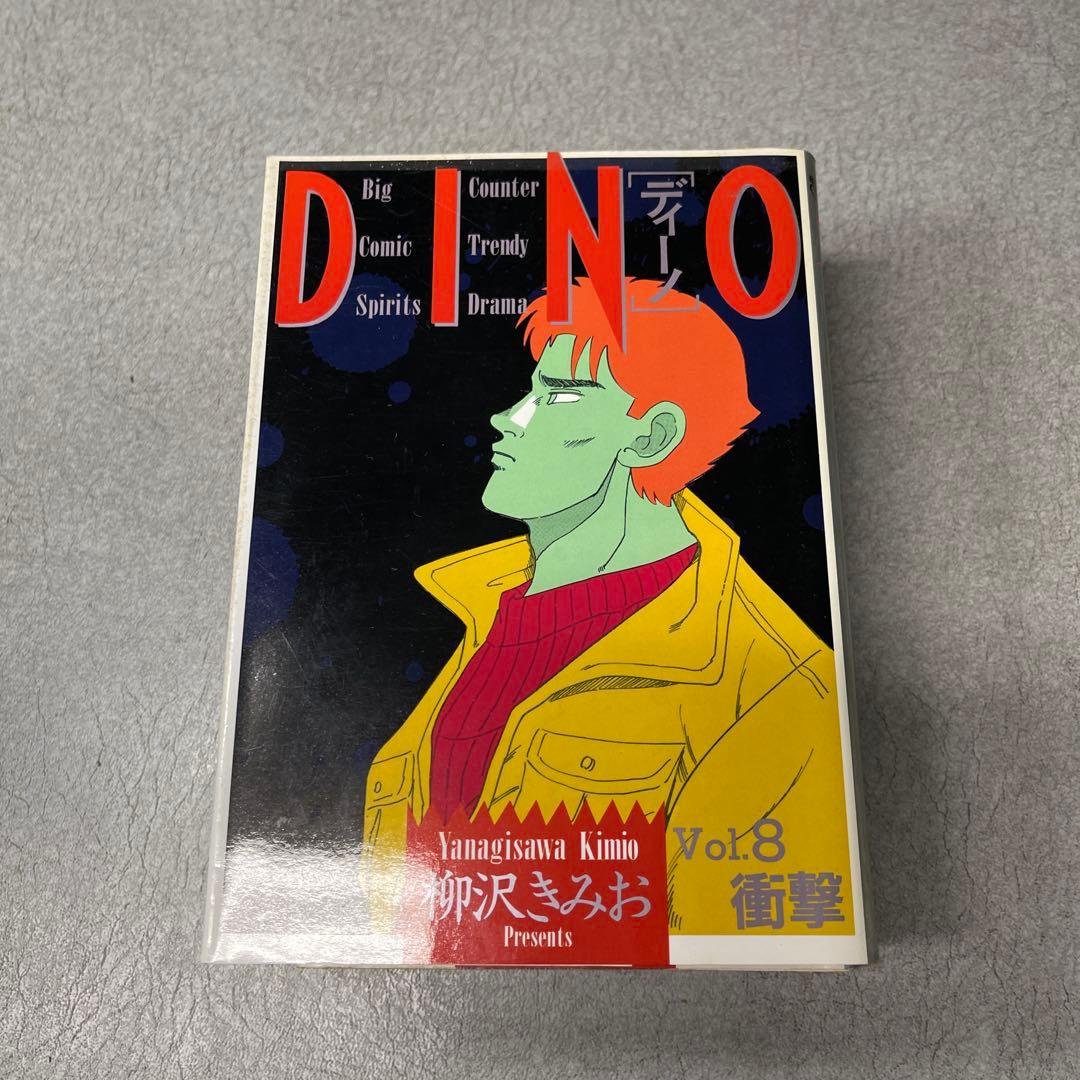 DINO
[ディーノ]
Big Counter
Comic Trendy
Spirits Drama
Yanagisawa Kimio
柳沢きみお
Presents
Vol.8
衝撃